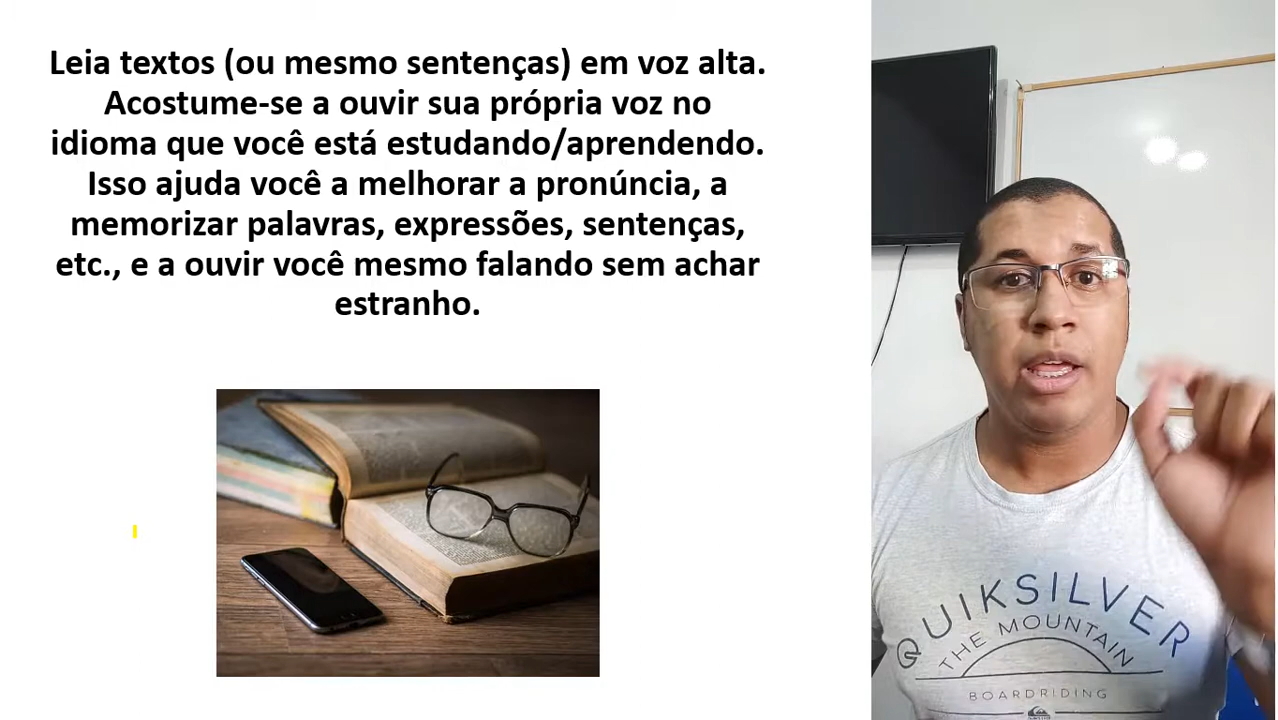 Leia textos (ou mesmo sentenças) em voz alta.
Acostume-se a ouvir sua própria voz no
idioma que você está estudando/aprendendo.
Isso ajuda você a melhorar a pronúncia, a
memorizar palavras, expressões, sentenças,
etc., e a ouvir você mesmo falando sem achar
estranho.
QUIKSILVER
THE MOUNTAIN
BOARDRIDING